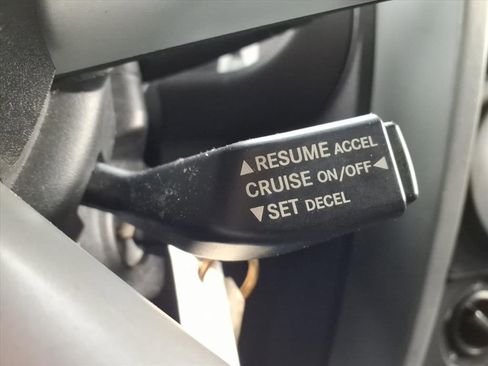 ▲RESUME ACCEL
CRUISE ON/OFF◄
▼SET DECEL